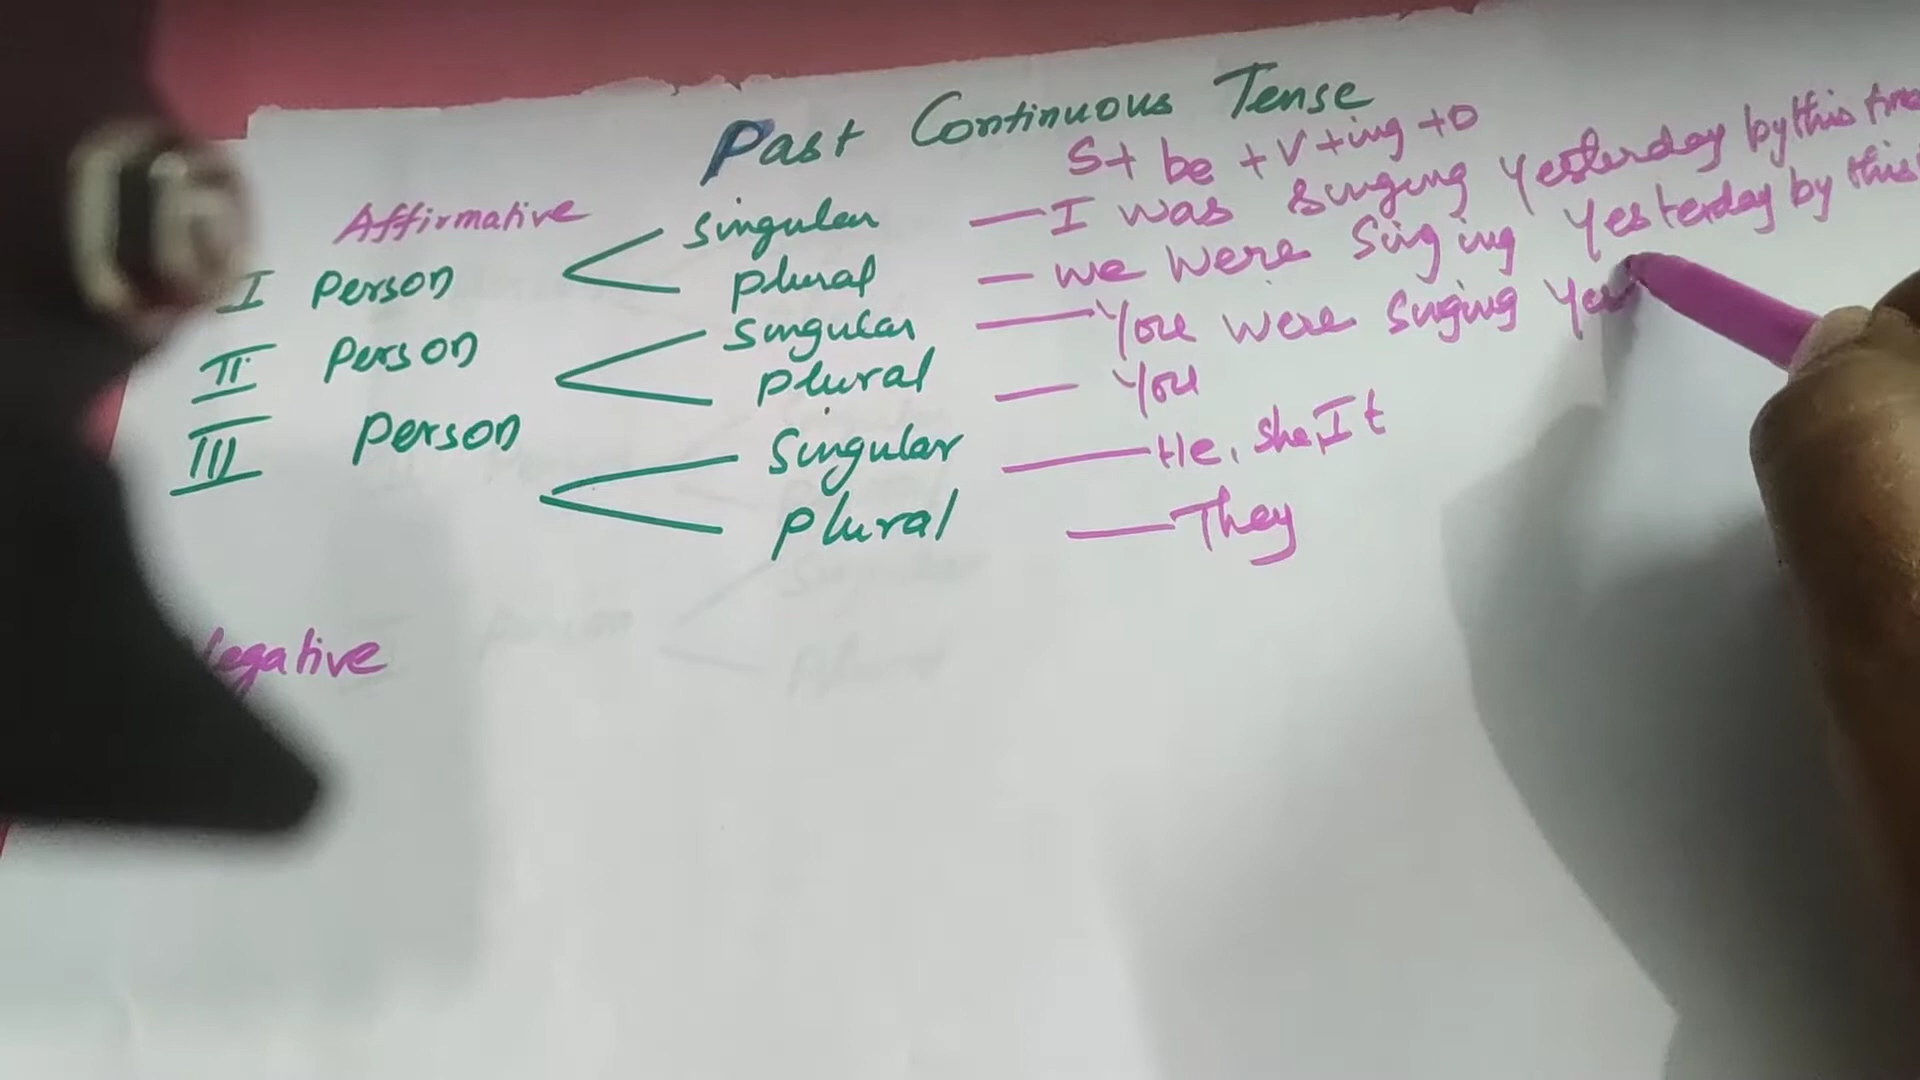 Past Continuous Tense
S + be + V + ing + O
Affirmative
I Person
singular — I was singing Yesterday by this time
plural — we were singing Yesterday by this
II Person
singular — You were singing Yes
plural — You
III Person
Singular — He, She, It
plural — They
egative